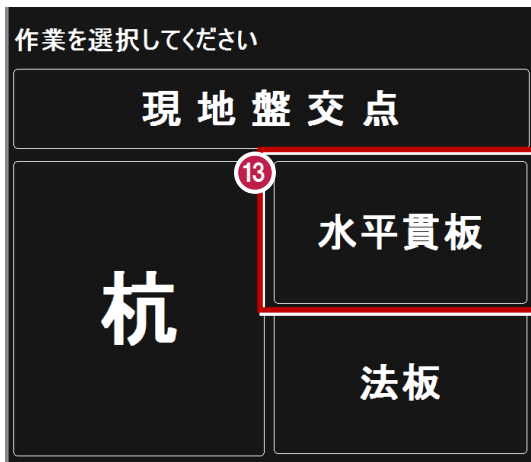 作業を選択してください
現地盤交点
13
水平貫板
杭
法板